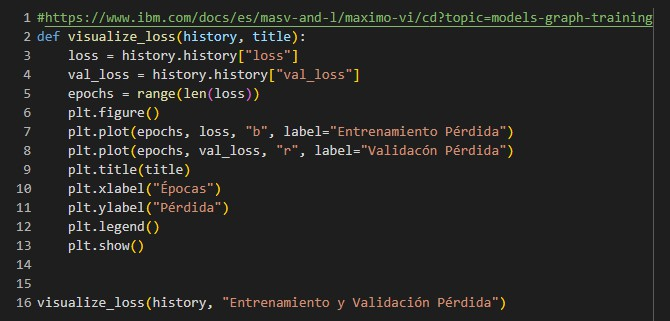 1 #https://www.ibm.com/docs/es/masv-and-l/maximo-vi/cd?topic=models-graph-training
2 def visualize_loss(history, title):
3     loss = history.history["loss"]
4     val_loss = history.history["val_loss"]
5     epochs = range(len(loss))
6     plt.figure()
7     plt.plot(epochs, loss, "b", label="Entrenamiento Pérdida")
8     plt.plot(epochs, val_loss, "r", label="Validacón Pérdida")
9     plt.title(title)
10     plt.xlabel("Épocas")
11     plt.ylabel("Pérdida")
12     plt.legend()
13     plt.show()
14
15
16 visualize_loss(history, "Entrenamiento y Validación Pérdida")